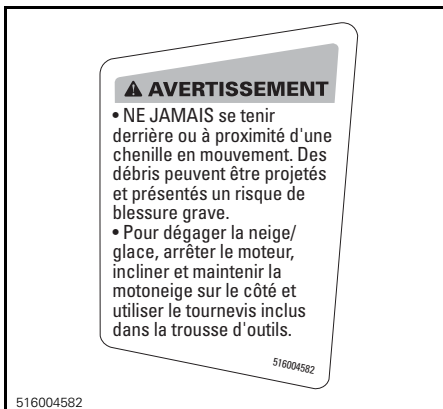 ⚠ AVERTISSEMENT
• NE JAMAIS se tenir
derrière ou à proximité d'une
chenille en mouvement. Des
débris peuvent être projetés
et présentés un risque de
blessure grave.
• Pour dégager la neige/
glace, arrêter le moteur,
incliner et maintenir la
motoneige sur le côté et
utiliser le tournevis inclus
dans la trousse d'outils.
516004582
516004582